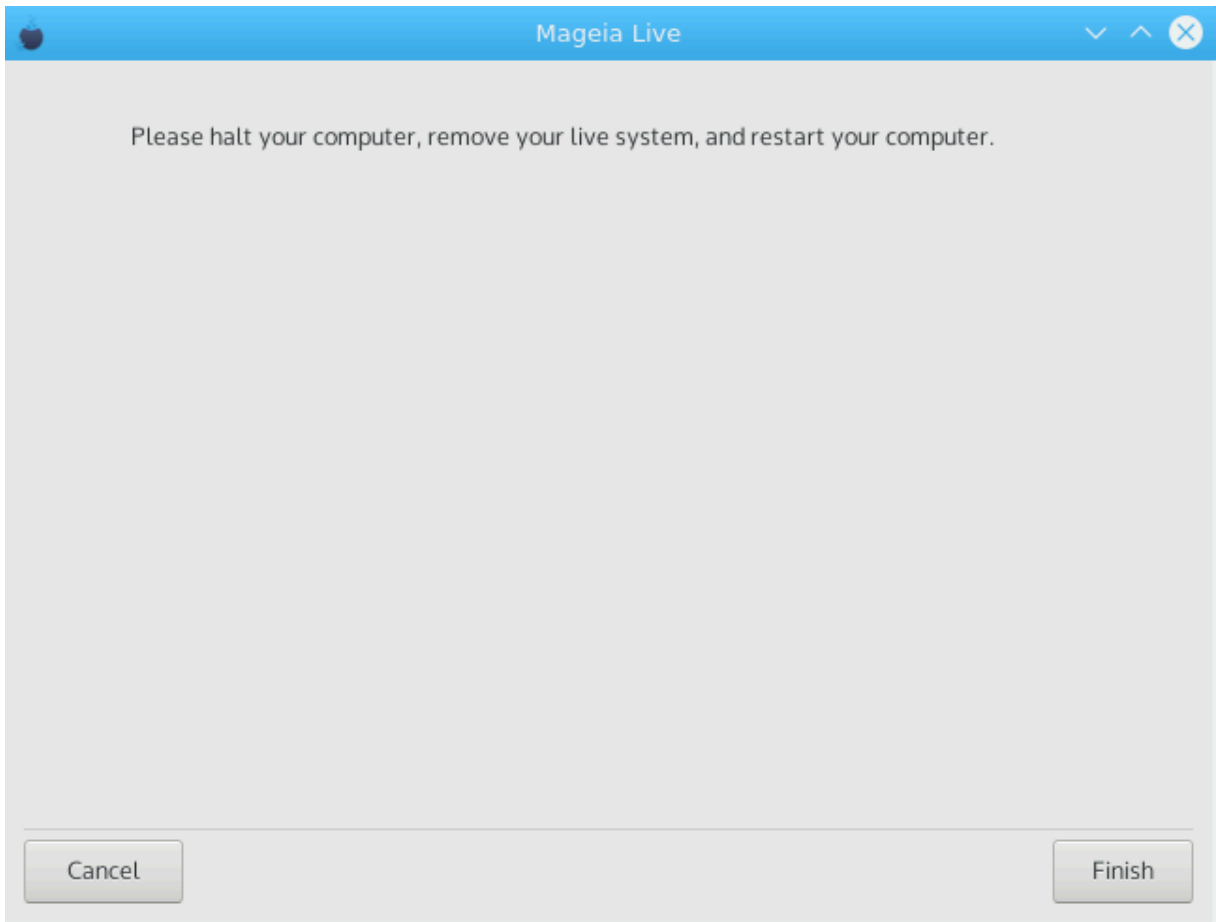 Mageia Live
Please halt your computer, remove your live system, and restart your computer.
Cancel
Finish